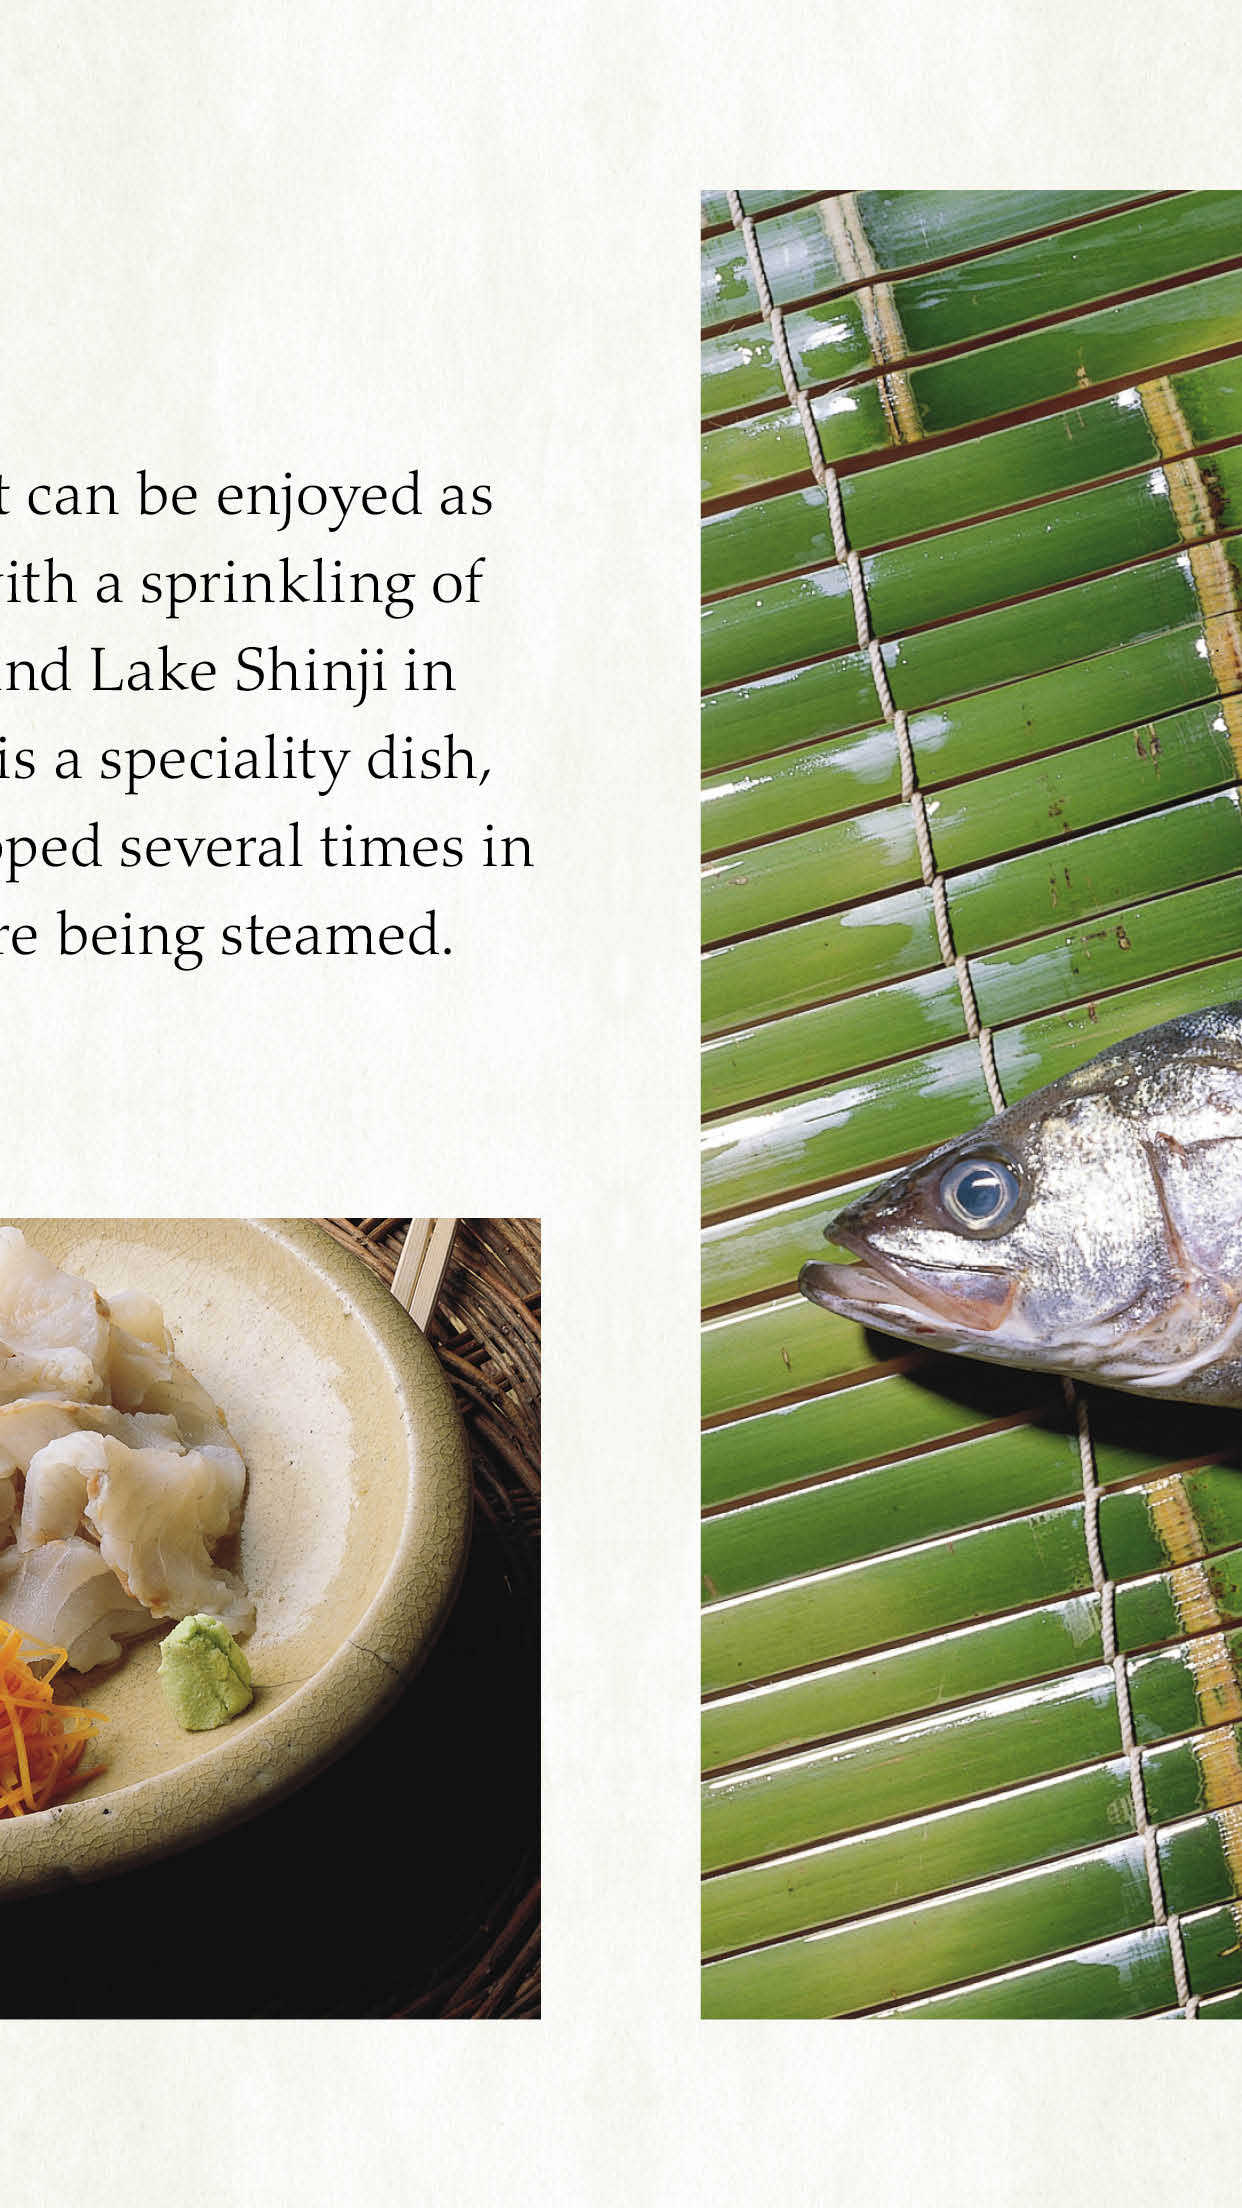 t can be enjoyed as
ith a sprinkling of
nd Lake Shinji in
is a speciality dish,
pped several times in
re being steamed.